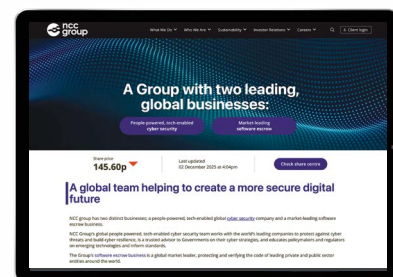 ncc
group
What We Do
Who We Are
Sustainability
Investor Relations
Careers
Client login
A Group with two leading,
global businesses:
People-powered, tech-enabled
cyber security
Market-leading
software escrow
Share price
145.60p
Last updated
02 December 2025 at 4:04pm
Check share centre
A global team helping to create a more secure digital
future
NCC group has two distinct businesses; a people-powered, tech-enabled global cyber security company and a market-leading software
escrow business.
NCC Group's global people-powered, tech-enabled cyber security team works with the world's leading companies to protect against cyber
threats and build cyber resilience, is a trusted advisor to Governments on their cyber strategies, and educates policymakers and regulators
on emerging technologies and inform standards.
The Group's software escrow business is a global market leader, protecting and verifying the code of leading private and public sector
entities around the world.